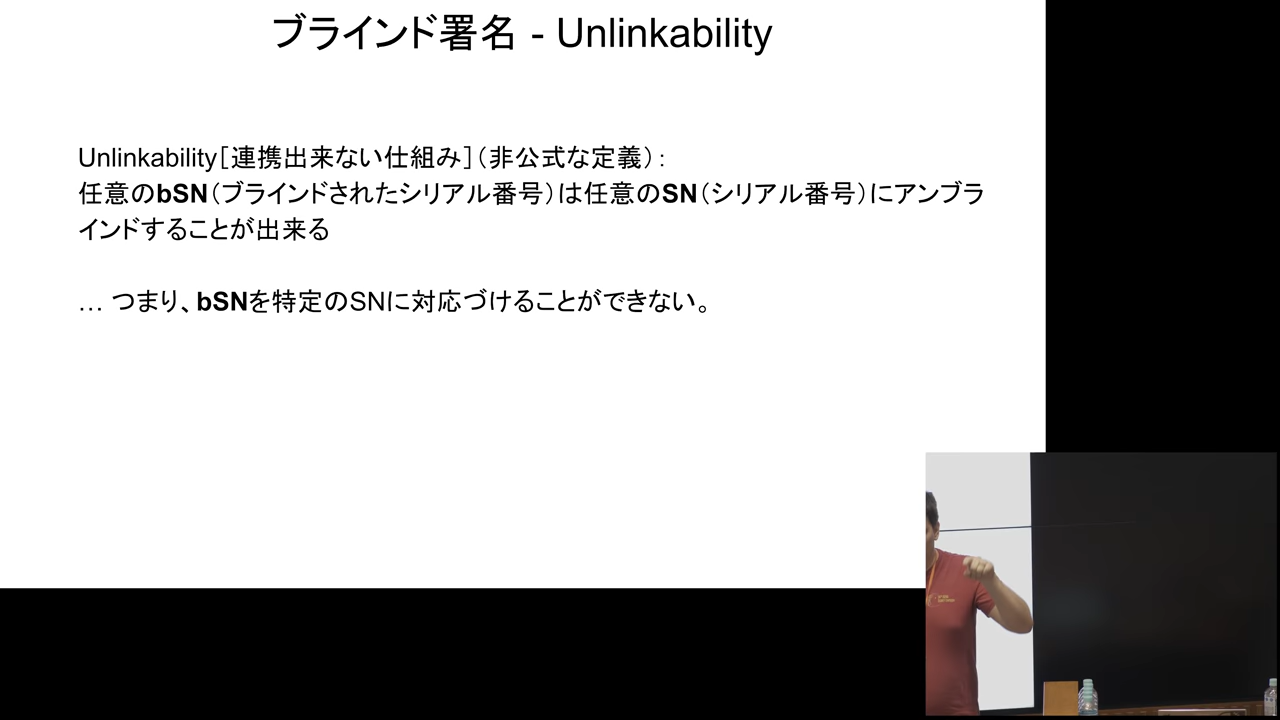 ブラインド署名 - Unlinkability
Unlinkability［連携出来ない仕組み］（非公式な定義）：
任意のbSN（ブラインドされたシリアル番号）は任意のSN（シリアル番号）にアンブラ
インドすることが出来る
… つまり、bSNを特定のSNに対応づけることができない。